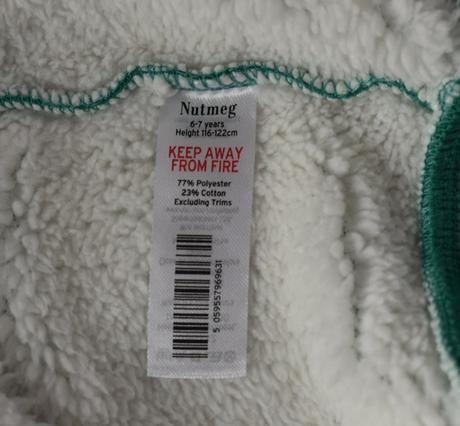 Nutmeg
6-7 years
Height 116-122cm
KEEP AWAY
FROM FIRE
77% Polyester
23% Cotton
Excluding Trims
5 059557 969631